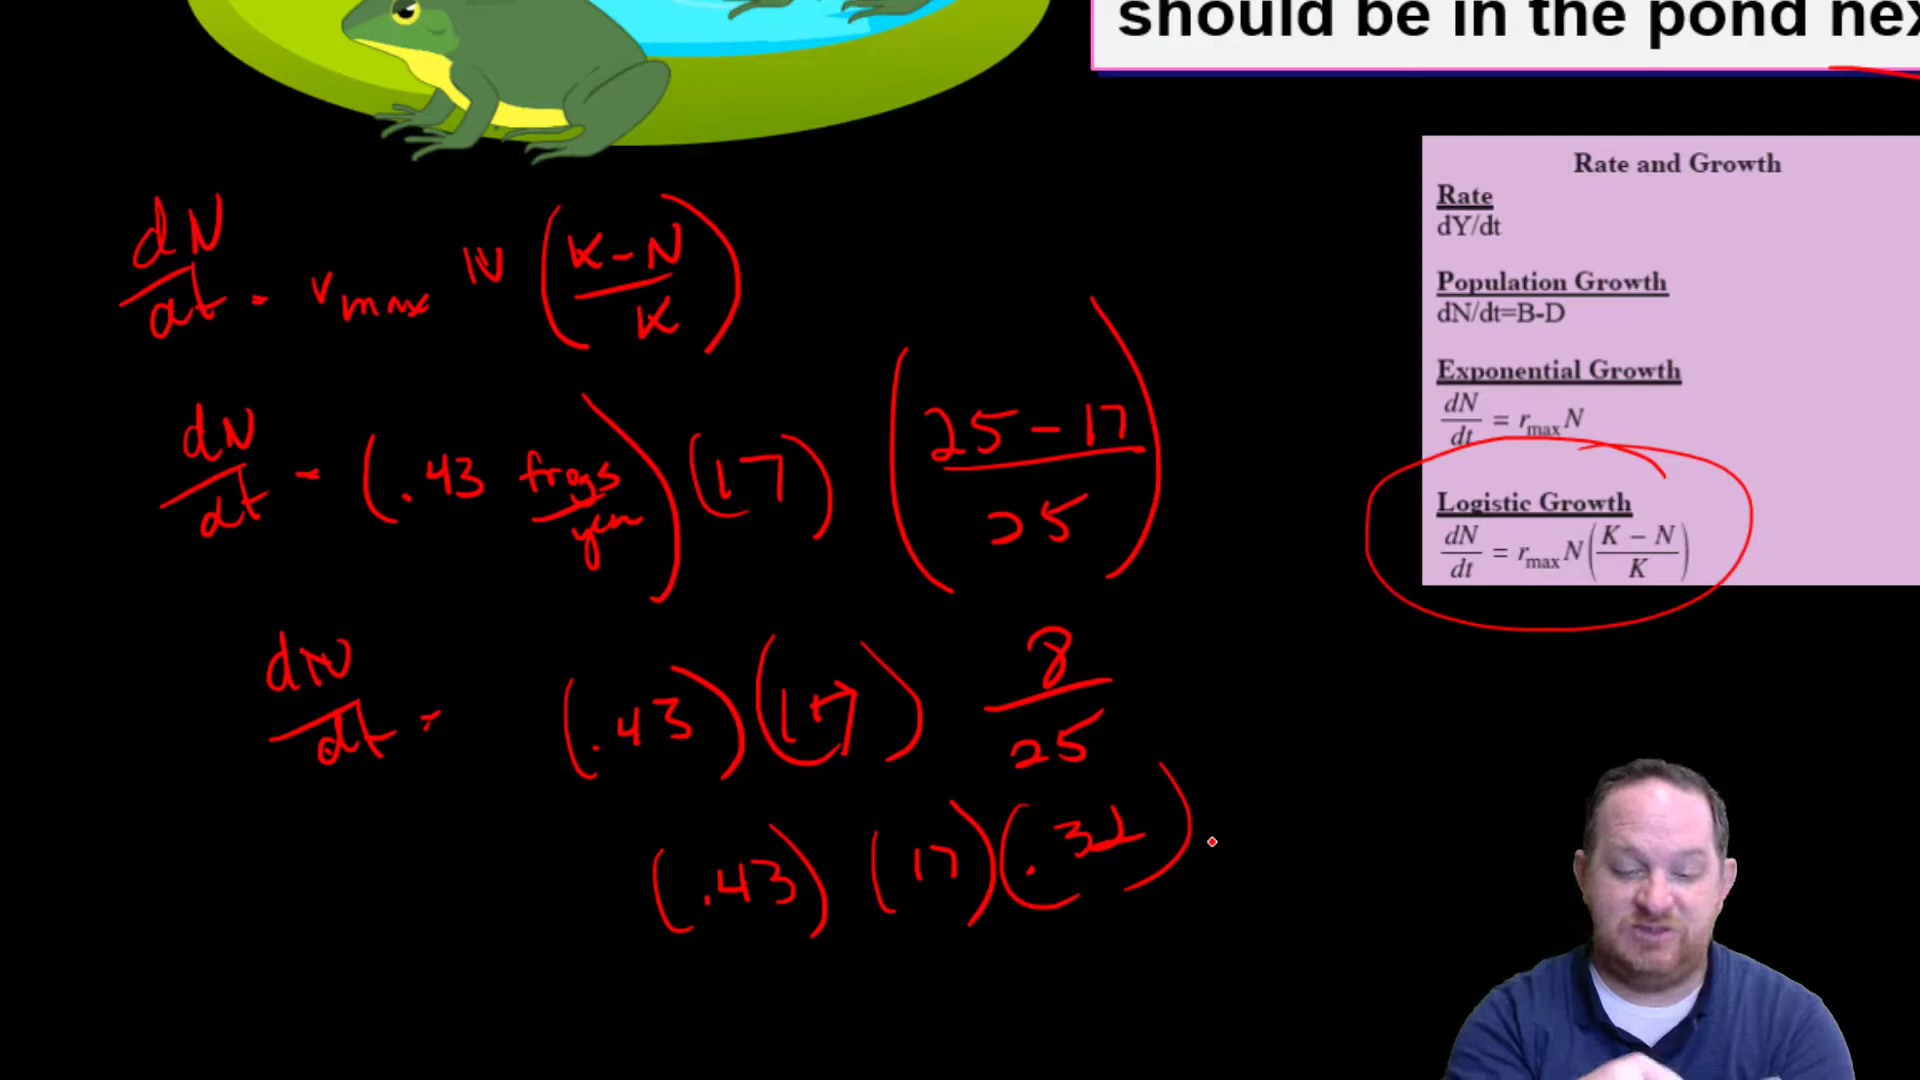 should be in the pond nex
Rate and Growth
Rate
dY/dt
Population Growth
dN/dt=B-D
Exponential Growth
dN/dt = rmax N
Logistic Growth
dN/dt = rmax N (K - N / K)
dN/dt = rmax N (K - N / K)
dN/dt = (.43 frogs/year) (17) (25 - 17 / 25)
dN/dt = (.43) (17) 8/25
(.43) (17) (.32)